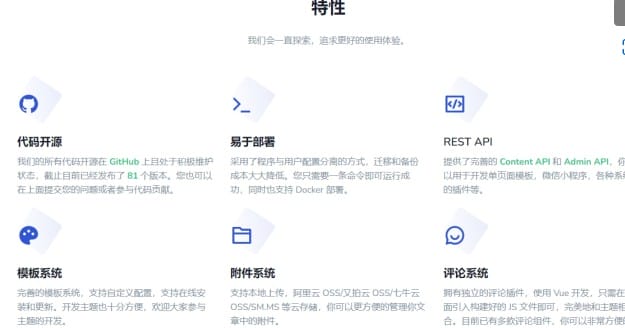 特性
我们会一直探索，追求更好的使用体验。
代码开源
我们的所有代码开源在 GitHub 上且处于积极维护
状态，截止目前已经发布了 81 个版本。您也可以
在上面提交您的问题或者参与代码贡献。
易于部署
采用了程序与用户配置分离的方式，迁移和备份
成本大大降低。您只需要一条命令即可运行成
功，同时也支持 Docker 部署。
REST API
提供了完善的 Content API 和 Admin API，你
以用于开发单页面模板，微信小程序，各种系
的插件等。
模板系统
完善的模板系统，支持自定义配置，支持在线安
装和更新。开发主题也十分方便，欢迎大家参与
主题的开发。
附件系统
支持本地上传，阿里云 OSS/又拍云 OSS/七牛云
OSS/SM.MS 等云存储，你可以更方便的管理你文
章中的附件。
评论系统
拥有独立的评论插件，使用 Vue 开发，只需在
面引入构建好的 JS 文件即可，完美地和主题相
合。目前已有多款评论组件，你可以非常方便